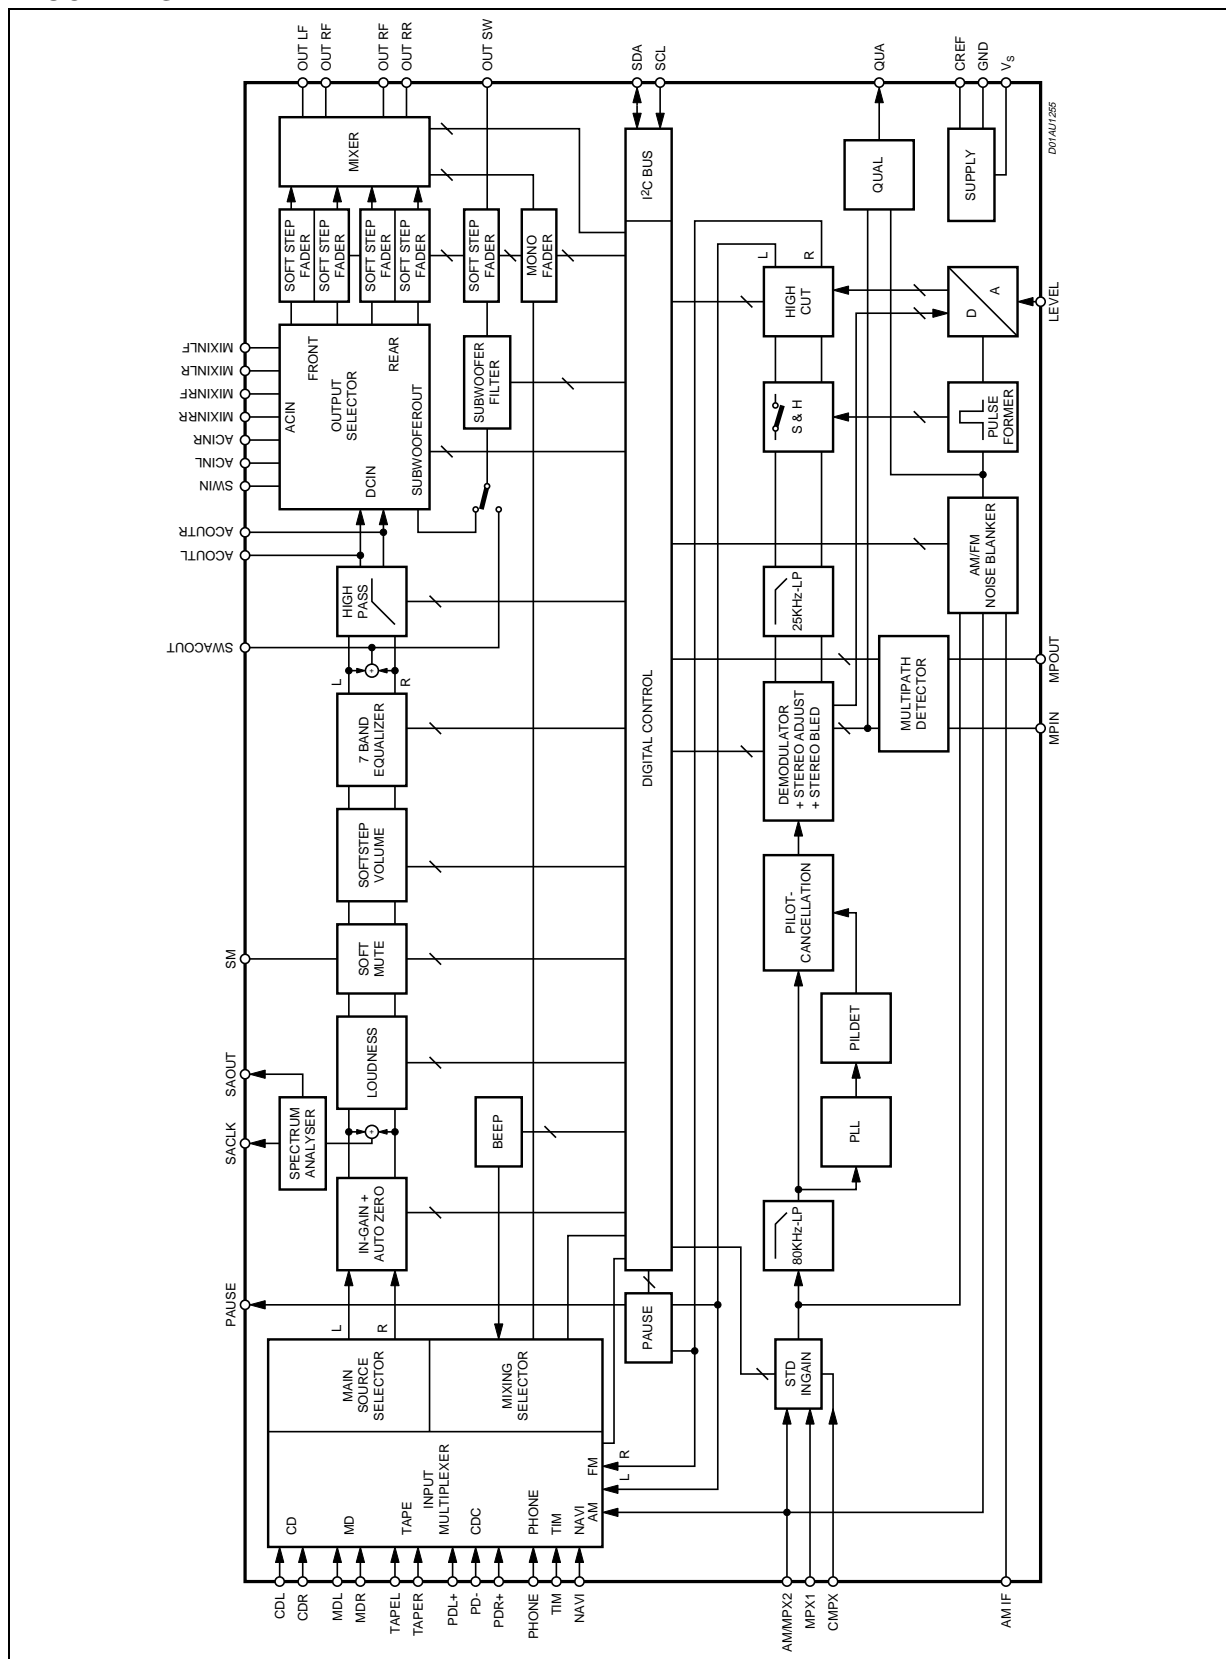 OUT LF
OUT RF
OUT RF
OUT RR
OUT SW
SDA
SCL
QUA
CREF
GND
VS
D01AU1255
MIXER
I2C BUS
QUAL
SUPPLY
SOFT STEP
FADER
SOFT STEP
FADER
SOFT STEP
FADER
SOFT STEP
FADER
SOFT STEP
FADER
MONO
FADER
L
R
HIGH
CUT
D
A
LEVEL
MIXINLF
MIXINLR
MIXINRF
MIXINRR
ACINR
ACINL
SWIN
ACOUTR
ACOUTL
SWACOUT
ACIN
FRONT
OUTPUT
SELECTOR
REAR
DCIN
SUBWOOFEROUT
SUBWOOFER
FILTER
S & H
PULSE
FORMER
HIGH
PASS
25KHz-LP
AM/FM
NOISE BLANKER
L
+
R
MPOUT
7 BAND
EQUALIZER
DIGITAL CONTROL
DEMODULATOR
+ STEREO ADJUST
+ STEREO BLED
MULTIPATH
DETECTOR
MPIN
SOFTSTEP
VOLUME
PILOT-
CANCELLATION
SM
SOFT
MUTE
PILDET
SAOUT
LOUDNESS
SACLK
SPECTRUM
ANALYSER
+
BEEP
PLL
IN-GAIN +
AUTO ZERO
80KHz-LP
PAUSE
L
R
PAUSE
MAIN
SOURCE
SELECTOR
MIXING
SELECTOR
STD
INGAIN
CD
MD
TAPE
INPUT
MULTIPLEXER
CDC
PHONE
TIM
NAVI
AM
FM
L
R
CDL
CDR
MDL
MDR
TAPEL
TAPER
PDL+
PD-
PDR+
PHONE
TIM
NAVI
AM/MPX2
MPX1
CMPX
AM IF